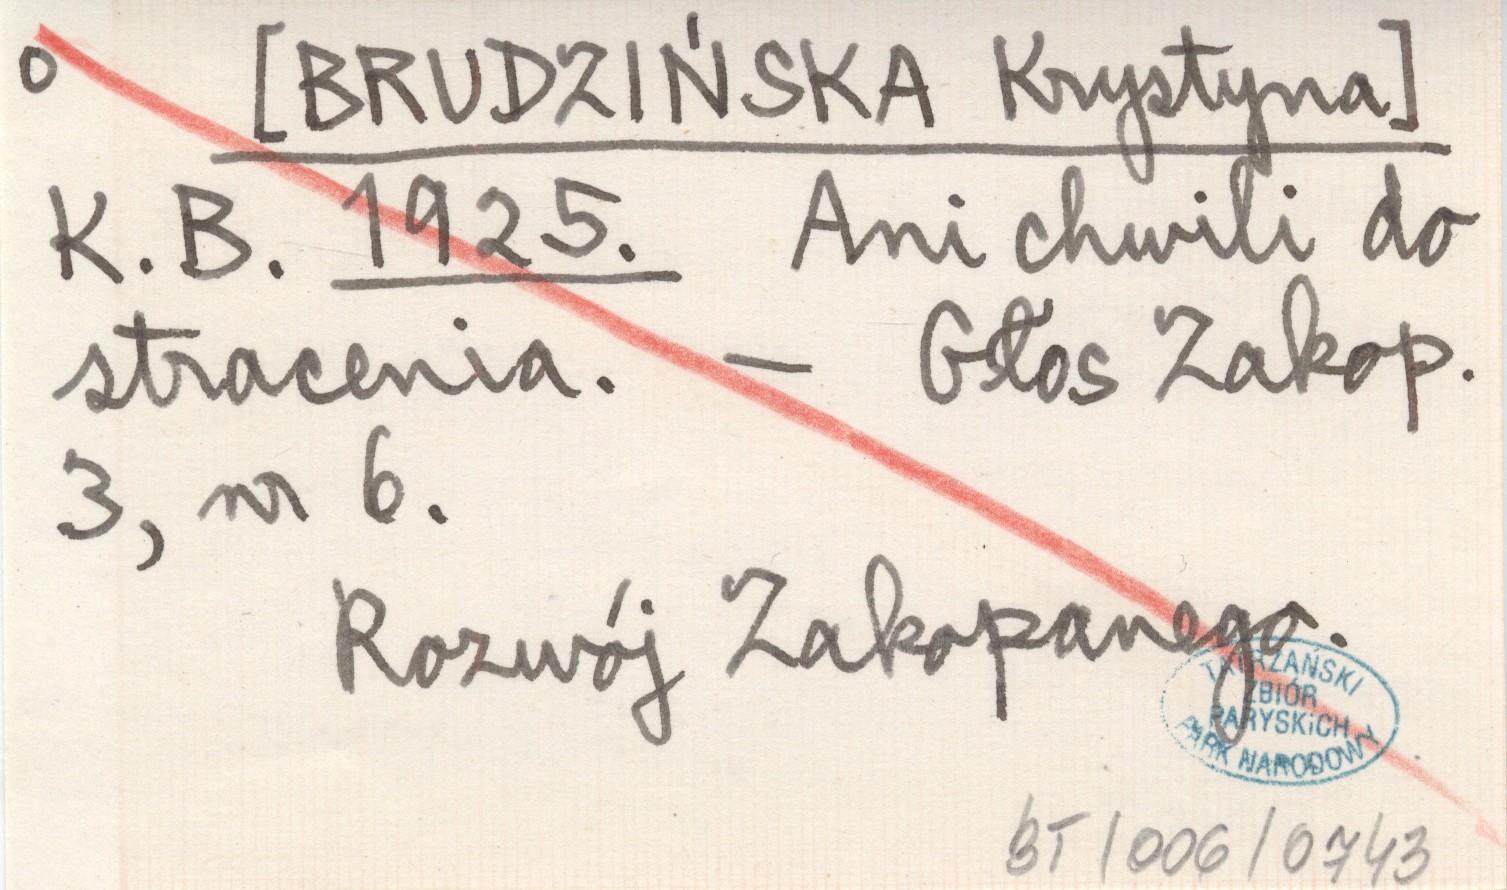 o [BRUDZIŃSKA Krystyna]
K. B. 1925. Ani chwili do
stracenia. — Głos Zakop.
3, nr 6.
Rozwój Zakopanego.
TATRZAŃSKI
ZBIÓR
PARYSKiCH
PARK NARODOWY
BT/006/0743